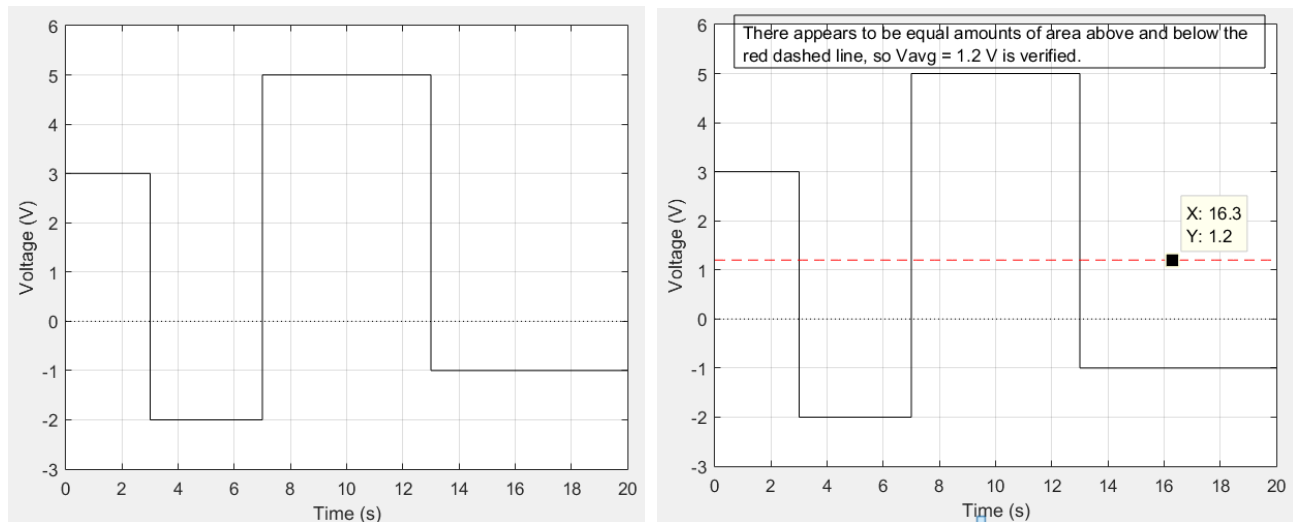 6
5
4
3
2
1
0
-1
-2
-3
Voltage (V)
0 2 4 6 8 10 12 14 16 18 20
Time (s)
There appears to be equal amounts of area above and below the
red dashed line, so Vavg = 1.2 V is verified.
6
5
4
3
2
1
0
-1
-2
-3
Voltage (V)
X: 16.3
Y: 1.2
0 2 4 6 8 10 12 14 16 18 20
Time (s)